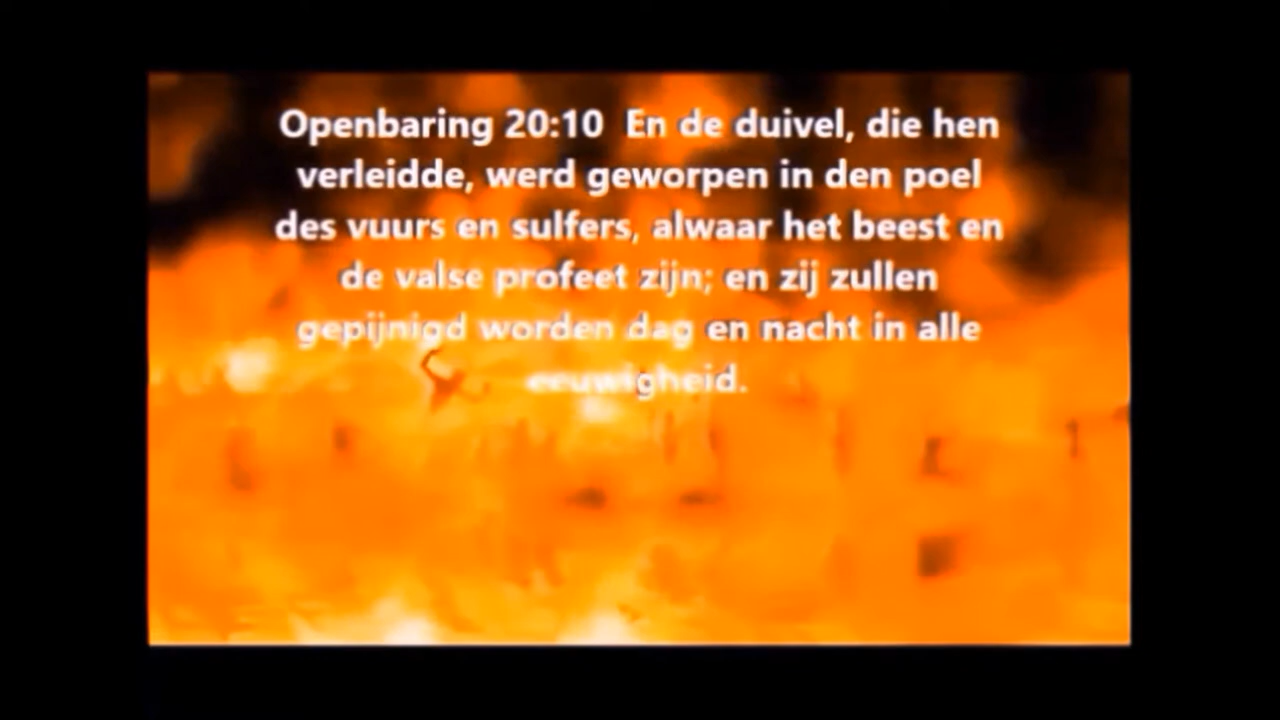 Openbaring 20:10  En de duivel, die hen
verleidde, werd geworpen in den poel
des vuurs en sulfers, alwaar het beest en
de valse profeet zijn; en zij zullen
gepijnigd worden dag en nacht in alle
eeuwigheid.